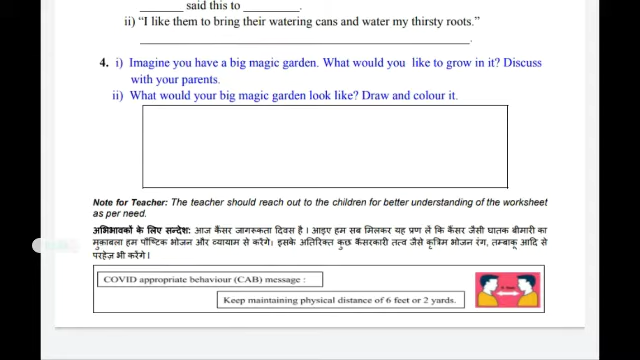 _______ said this to _________.
ii) “I like them to bring their watering cans and water my thirsty roots.”
4. i) Imagine you have a big magic garden. What would you like to grow in it? Discuss
with your parents.
ii) What would your big magic garden look like? Draw and colour it.
Note for Teacher: The teacher should reach out to the children for better understanding of the worksheet
as per need.
अभिभावकों के लिए सन्देश: आज कैंसर जागरूकता दिवस है। आइए हम सब मिलकर यह प्रण लें कि कैंसर जैसी घातक बीमारी का
मुकाबला हम पौष्टिक भोजन और व्यायाम से करेंगे। इसके अतिरिक्त कुछ कैंसरकारी तत्व जैसे कृत्रिम भोजन रंग, तम्बाकू आदि से
परहेज़ भी करेंगे।
COVID appropriate behaviour (CAB) message :
Keep maintaining physical distance of 6 feet or 2 yards.